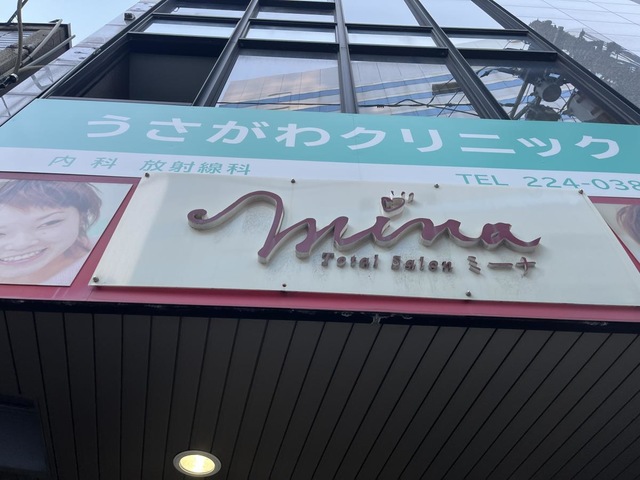 うさがわクリニック
内科 放射線科
TEL 224-038
mina
Total Salon ミーナ